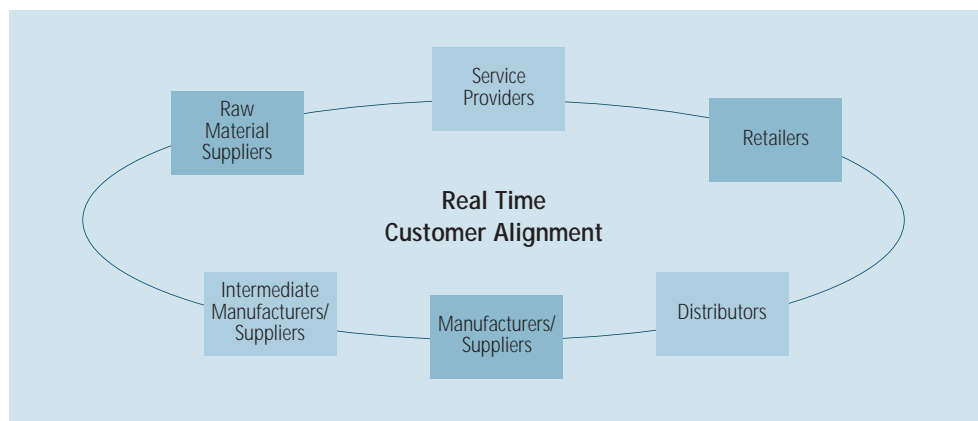 Service
Providers
Raw
Material
Suppliers
Retailers
Real Time
Customer Alignment
Intermediate
Manufacturers/
Suppliers
Manufacturers/
Suppliers
Distributors